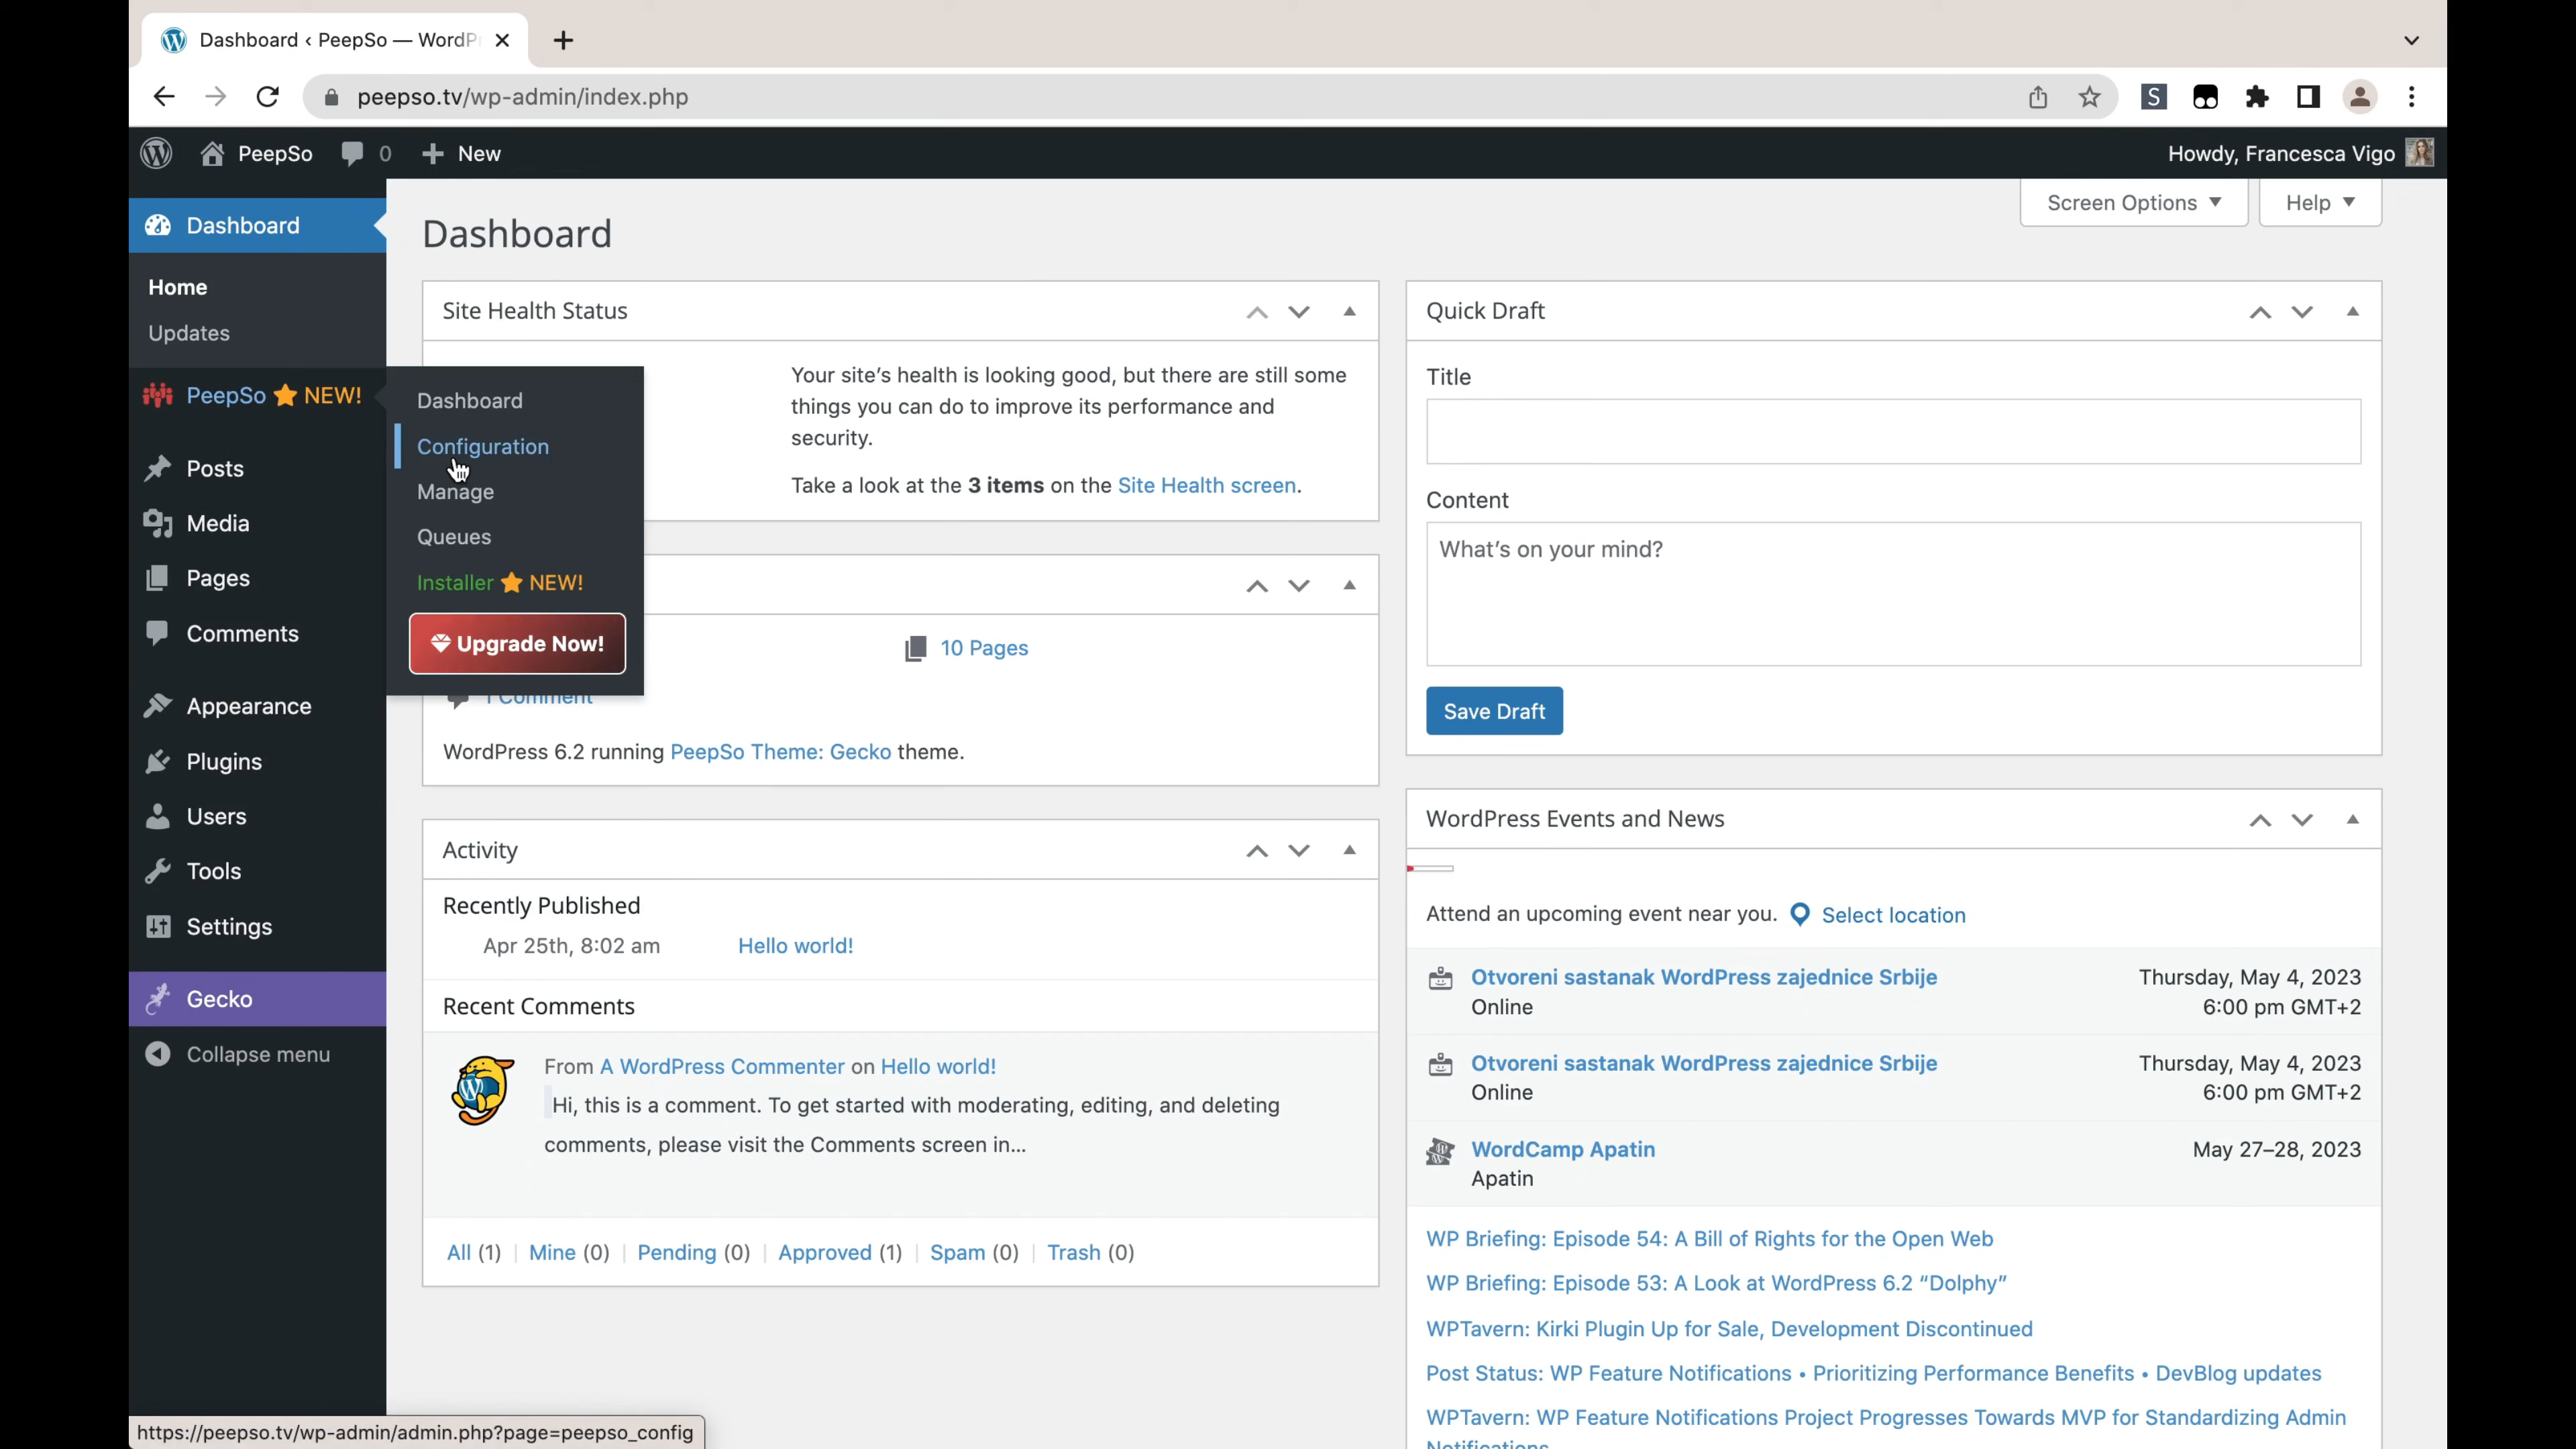 Dashboard ‹ PeepSo — WordP
peepso.tv/wp-admin/index.php
S
PeepSo
0
New
Howdy, Francesca Vigo
Dashboard
Home
Updates
PeepSo NEW!
Posts
Media
Pages
Comments
Appearance
Plugins
Users
Tools
Settings
Gecko
Collapse menu
Dashboard
Configuration
Manage
Queues
Installer NEW!
Upgrade Now!
Screen Options
Help
Dashboard
Site Health Status
Your site's health is looking good, but there are still some
things you can do to improve its performance and
security.
Take a look at the 3 items on the Site Health screen.
10 Pages
1 Comment
WordPress 6.2 running PeepSo Theme: Gecko theme.
Activity
Recently Published
Apr 25th, 8:02 am Hello world!
Recent Comments
From A WordPress Commenter on Hello world!
Hi, this is a comment. To get started with moderating, editing, and deleting
comments, please visit the Comments screen in...
All (1) | Mine (0) | Pending (0) | Approved (1) | Spam (0) | Trash (0)
Quick Draft
Title
Content
What's on your mind?
Save Draft
WordPress Events and News
Attend an upcoming event near you. Select location
Otvoreni sastanak WordPress zajednice Srbije Thursday, May 4, 2023
Online 6:00 pm GMT+2
Otvoreni sastanak WordPress zajednice Srbije Thursday, May 4, 2023
Online 6:00 pm GMT+2
WordCamp Apatin May 27–28, 2023
Apatin
WP Briefing: Episode 54: A Bill of Rights for the Open Web
WP Briefing: Episode 53: A Look at WordPress 6.2 “Dolphy”
WPTavern: Kirki Plugin Up for Sale, Development Discontinued
Post Status: WP Feature Notifications • Prioritizing Performance Benefits • DevBlog updates
WPTavern: WP Feature Notifications Project Progresses Towards MVP for Standardizing Admin
Notifications
https://peepso.tv/wp-admin/admin.php?page=peepso_config